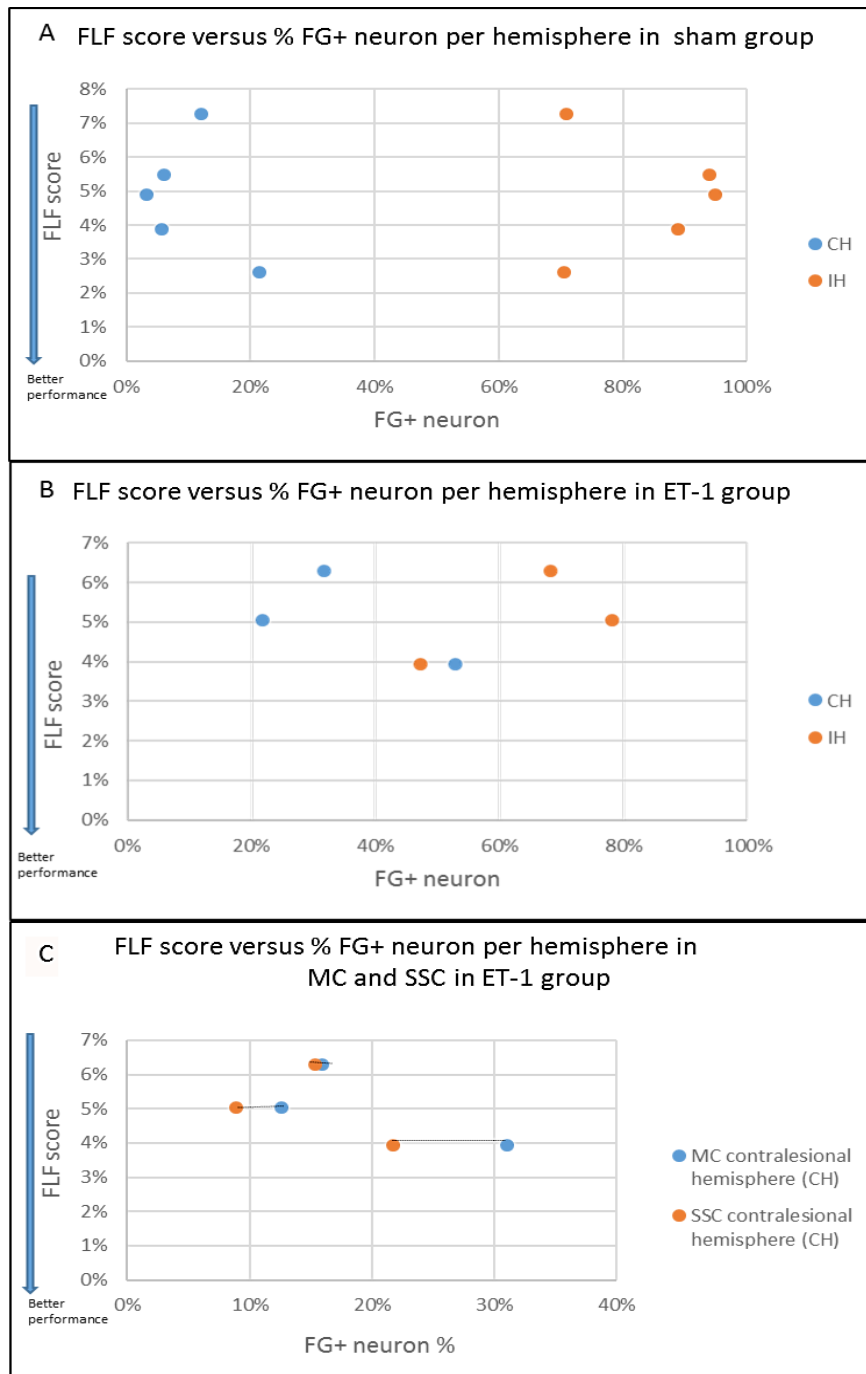 A FLF score versus % FG+ neuron per hemisphere in sham group
8%
7%
6%
5%
4%
3%
2%
1%
0%
FLF score
Better
performance
0% 20% 40% 60% 80% 100%
FG+ neuron
CH
IH
B FLF score versus % FG+ neuron per hemisphere in ET-1 group
7%
6%
5%
4%
3%
2%
1%
0%
FLF score
Better
performance
0% 20% 40% 60% 80% 100%
FG+ neuron
CH
IH
C FLF score versus % FG+ neuron per hemisphere in
MC and SSC in ET-1 group
7%
6%
5%
4%
3%
2%
1%
0%
FLF score
Better
performance
0% 10% 20% 30% 40%
FG+ neuron %
MC contralesional
hemisphere (CH)
SSC contralesional
hemisphere (CH)